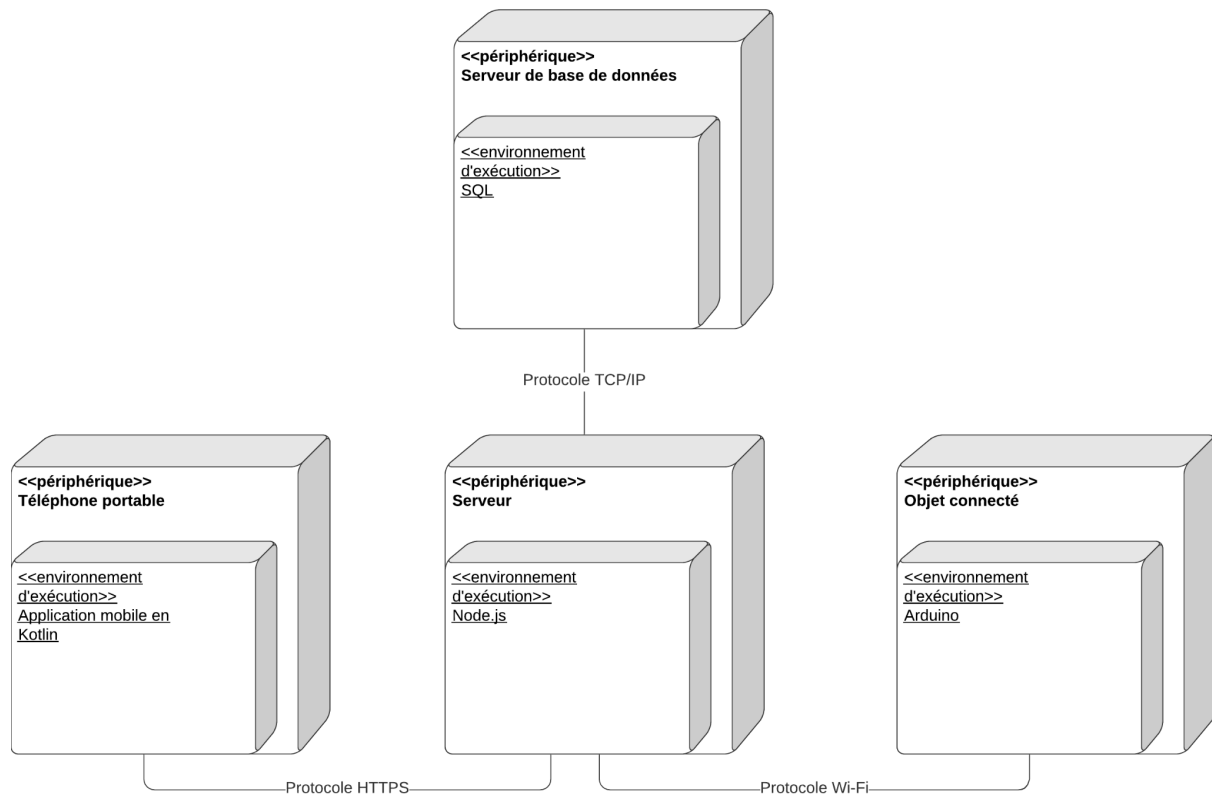 <<périphérique>>
Serveur de base de données
<<environnement
d'exécution>>
SQL
Protocole TCP/IP
<<périphérique>>
Téléphone portable
<<environnement
d'exécution>>
Application mobile en
Kotlin
<<périphérique>>
Serveur
<<environnement
d'exécution>>
Node.js
<<périphérique>>
Objet connecté
<<environnement
d'exécution>>
Arduino
Protocole HTTPS
Protocole Wi-Fi